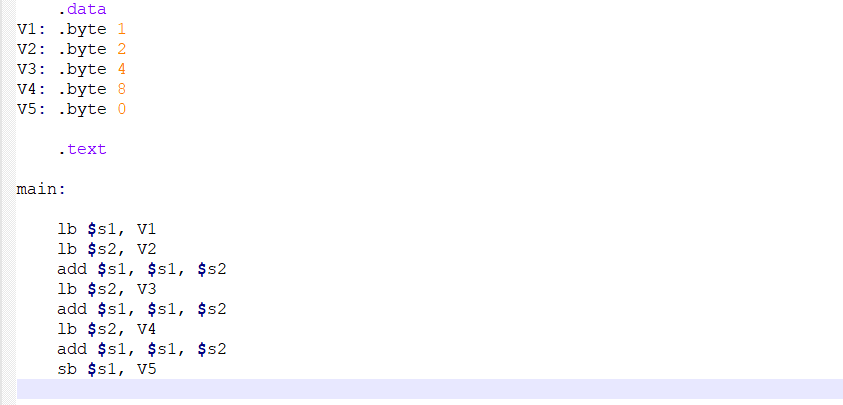 .data
V1: .byte 1
V2: .byte 2
V3: .byte 4
V4: .byte 8
V5: .byte 0
.text
main:
lb $s1, V1
lb $s2, V2
add $s1, $s1, $s2
lb $s2, V3
add $s1, $s1, $s2
lb $s2, V4
add $s1, $s1, $s2
sb $s1, V5